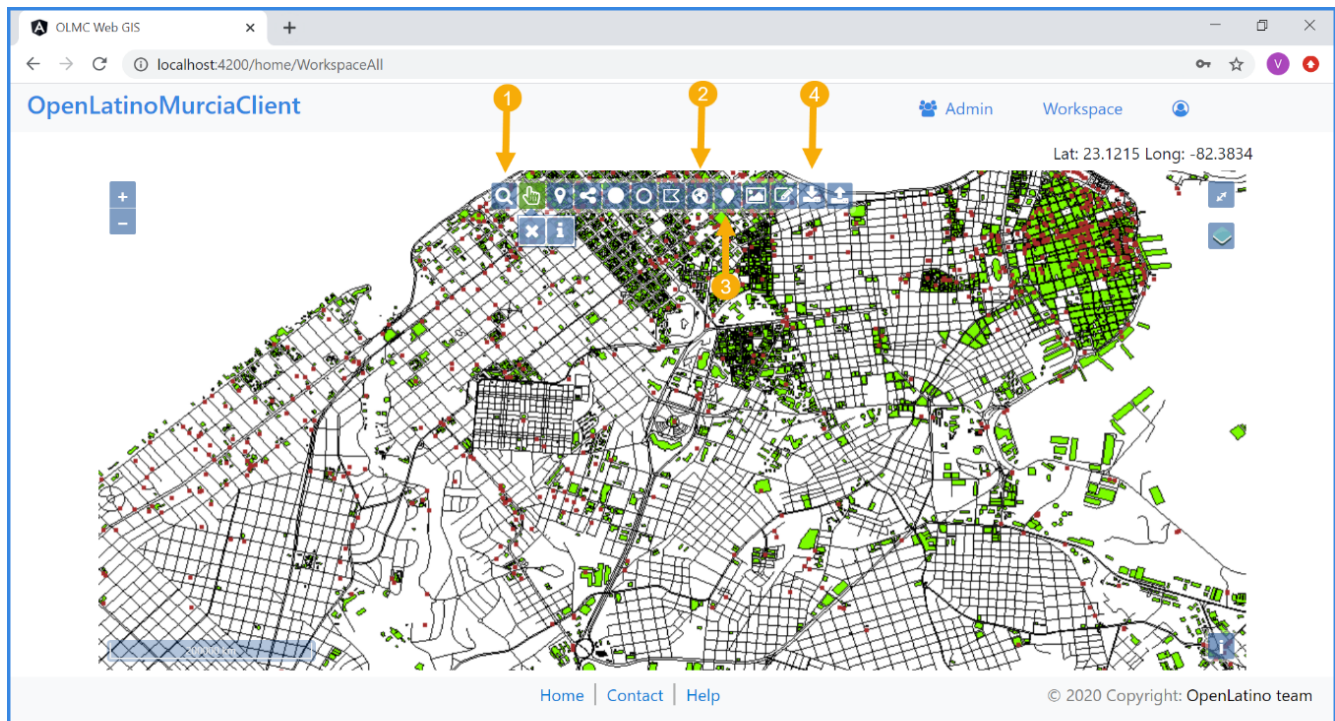 OLMC Web GIS
localhost:4200/home/WorkspaceAll
V
OpenLatinoMurciaClient
1
2
4
Admin
Workspace
Lat: 23.1215 Long: -82.3834
+
−
i
3
i
Home | Contact | Help
© 2020 Copyright: OpenLatino team